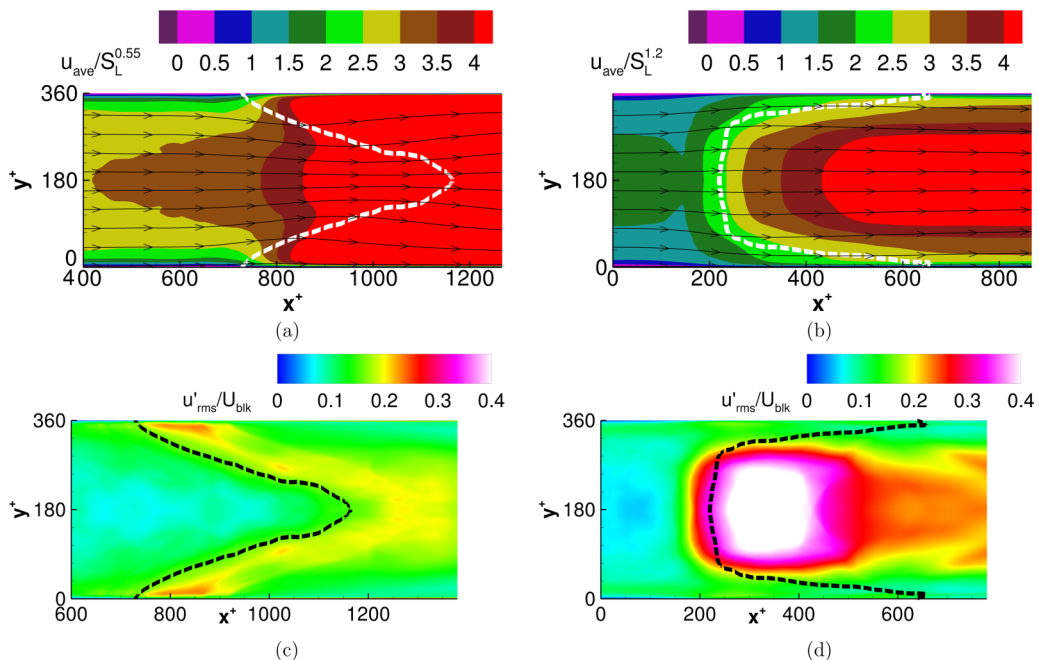 u_ave/S_L^0.55 0 0.5 1 1.5 2 2.5 3 3.5 4
360
180
0
y+
400 600 800 1000 1200
x+
(a)
u_ave/S_L^1.2 0 0.5 1 1.5 2 2.5 3 3.5 4
360
180
0
y+
0 200 400 600 800
x+
(b)
u'_rms/U_blk 0 0.1 0.2 0.3 0.4
360
180
0
y+
600 800 1000 1200
x+
(c)
u'_rms/U_blk 0 0.1 0.2 0.3 0.4
360
180
0
y+
0 200 400 600
x+
(d)